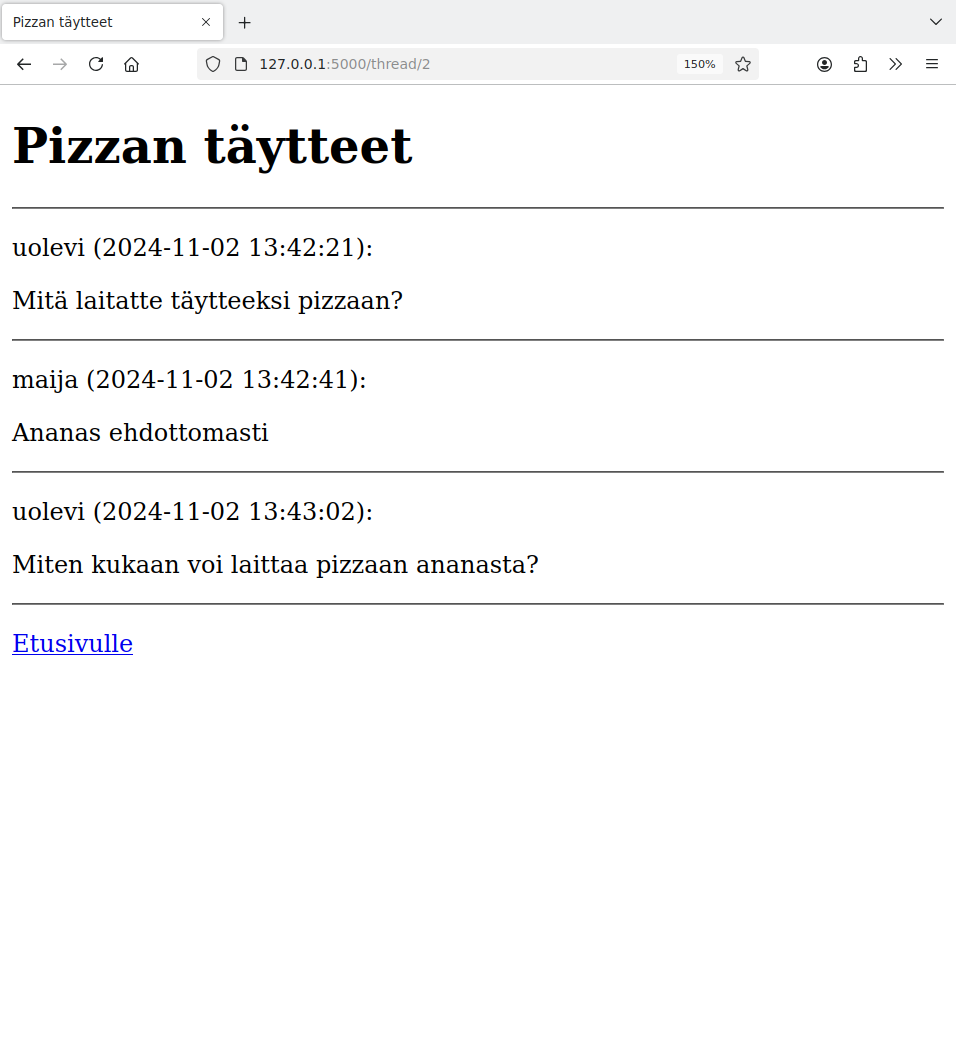 Pizzan täytteet
127.0.0.1:5000/thread/2
150%
Pizzan täytteet
uolevi (2024-11-02 13:42:21):
Mitä laitatte täytteeksi pizzaan?
maija (2024-11-02 13:42:41):
Ananas ehdottomasti
uolevi (2024-11-02 13:43:02):
Miten kukaan voi laittaa pizzaan ananasta?
Etusivulle